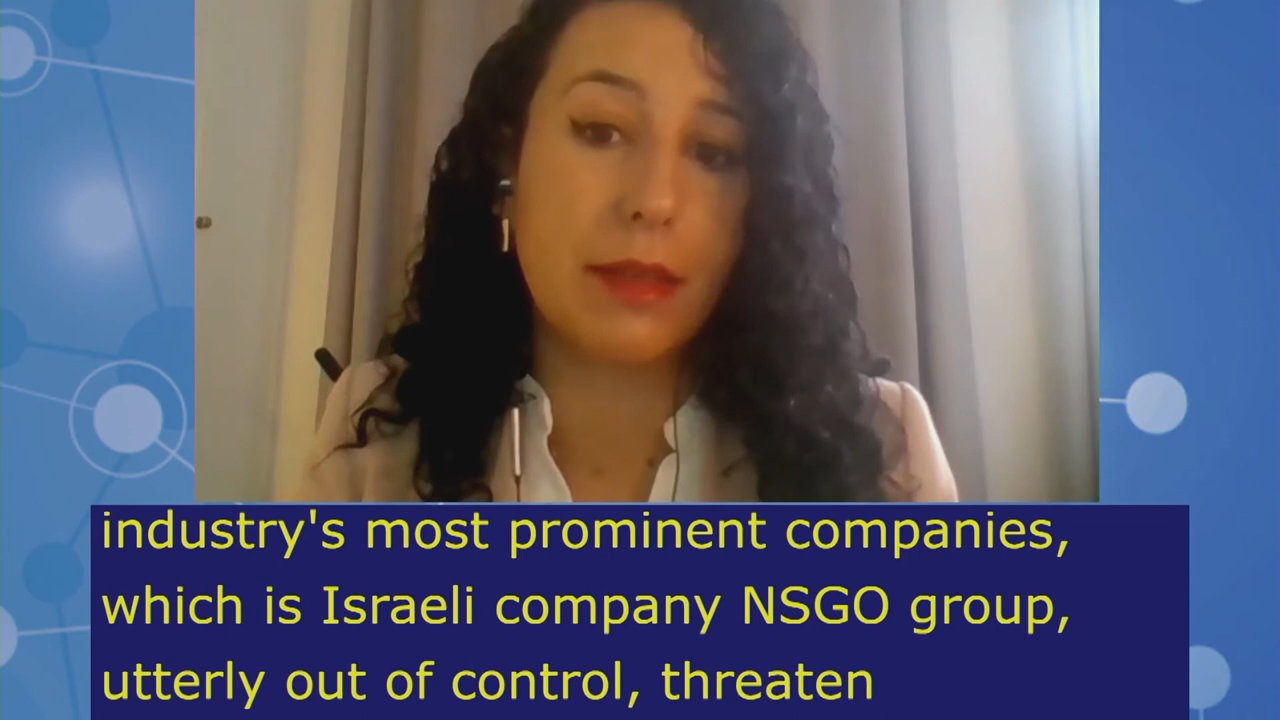 industry's most prominent companies,
which is Israeli company NSGO group,
utterly out of control, threaten